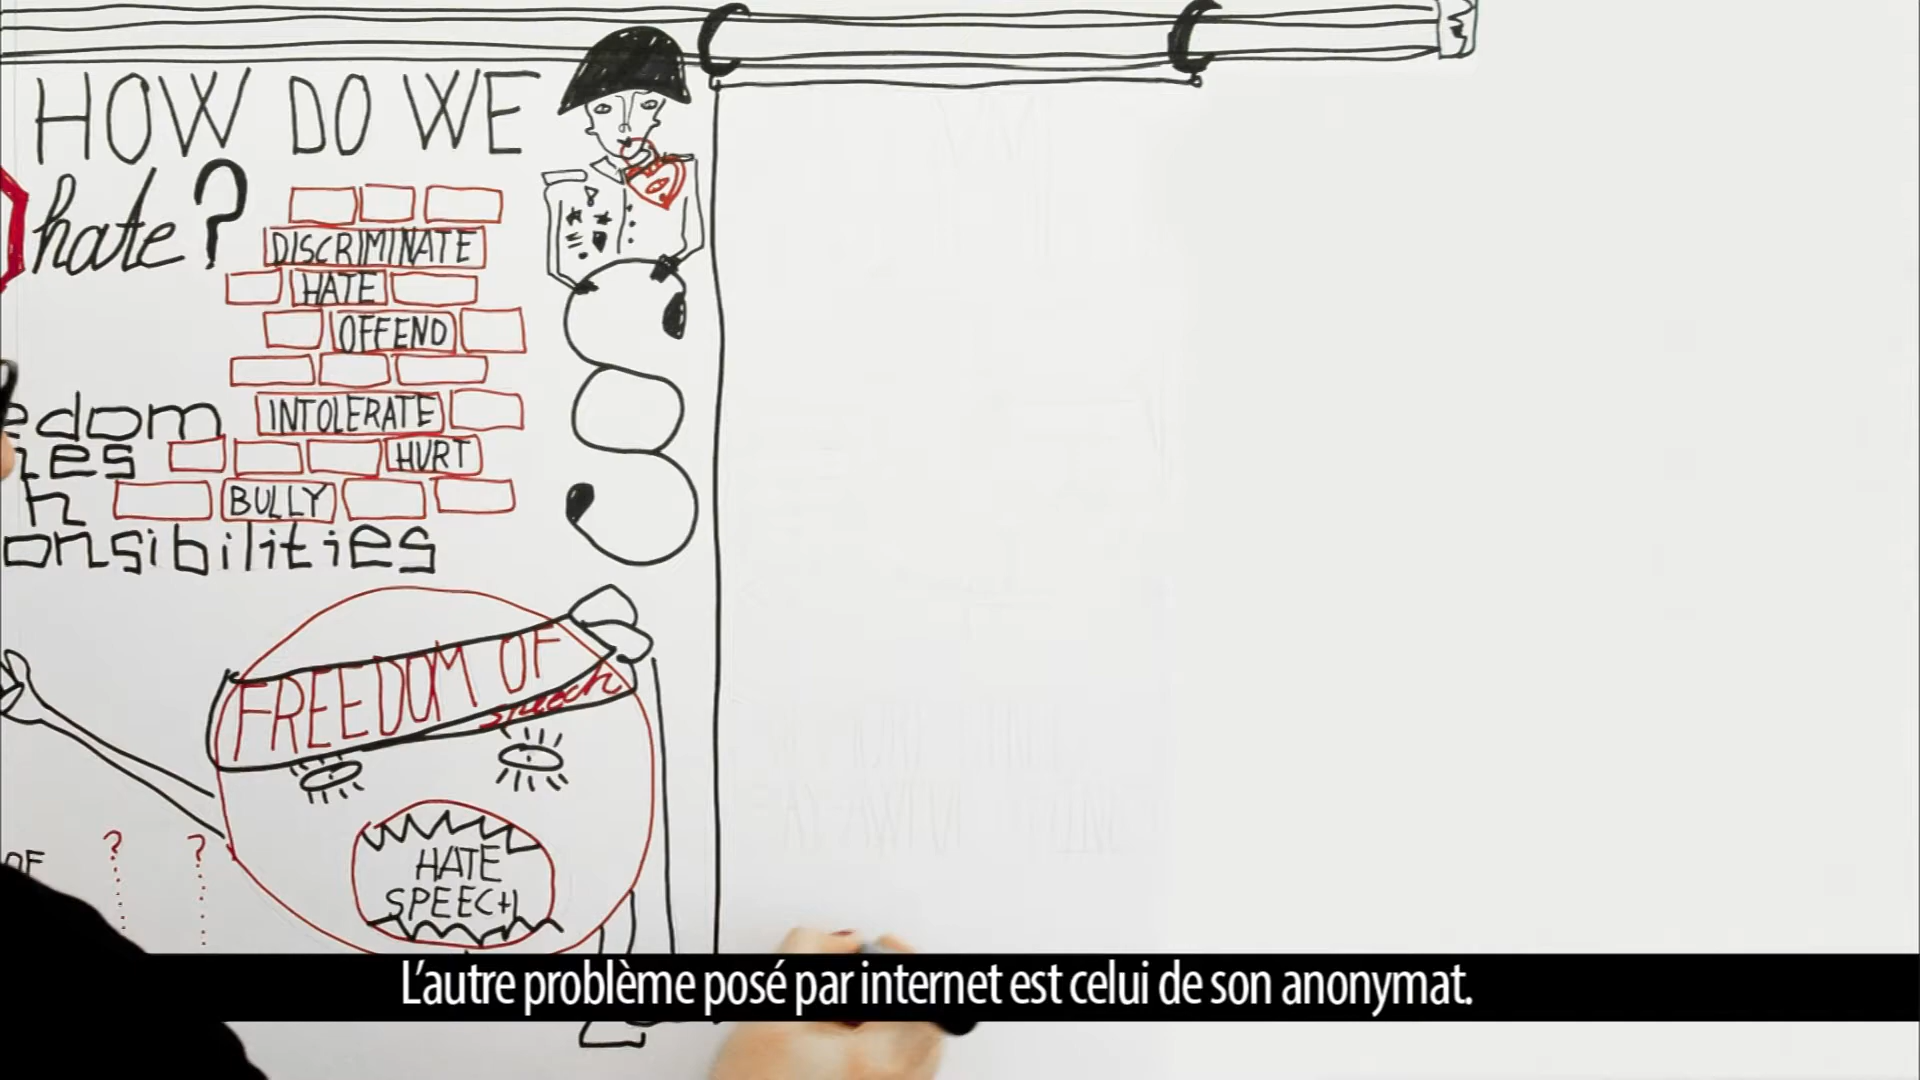 HOW DO WE
hate?
DISCRIMINATE
HATE
OFFEND
INTOLERATE
HURT
BULLY
edom
ies
h
onsibilities
FREEDOM OF
speech
HATE
SPEECH
OF
? ?
L'autre problème posé par internet est celui de son anonymat.